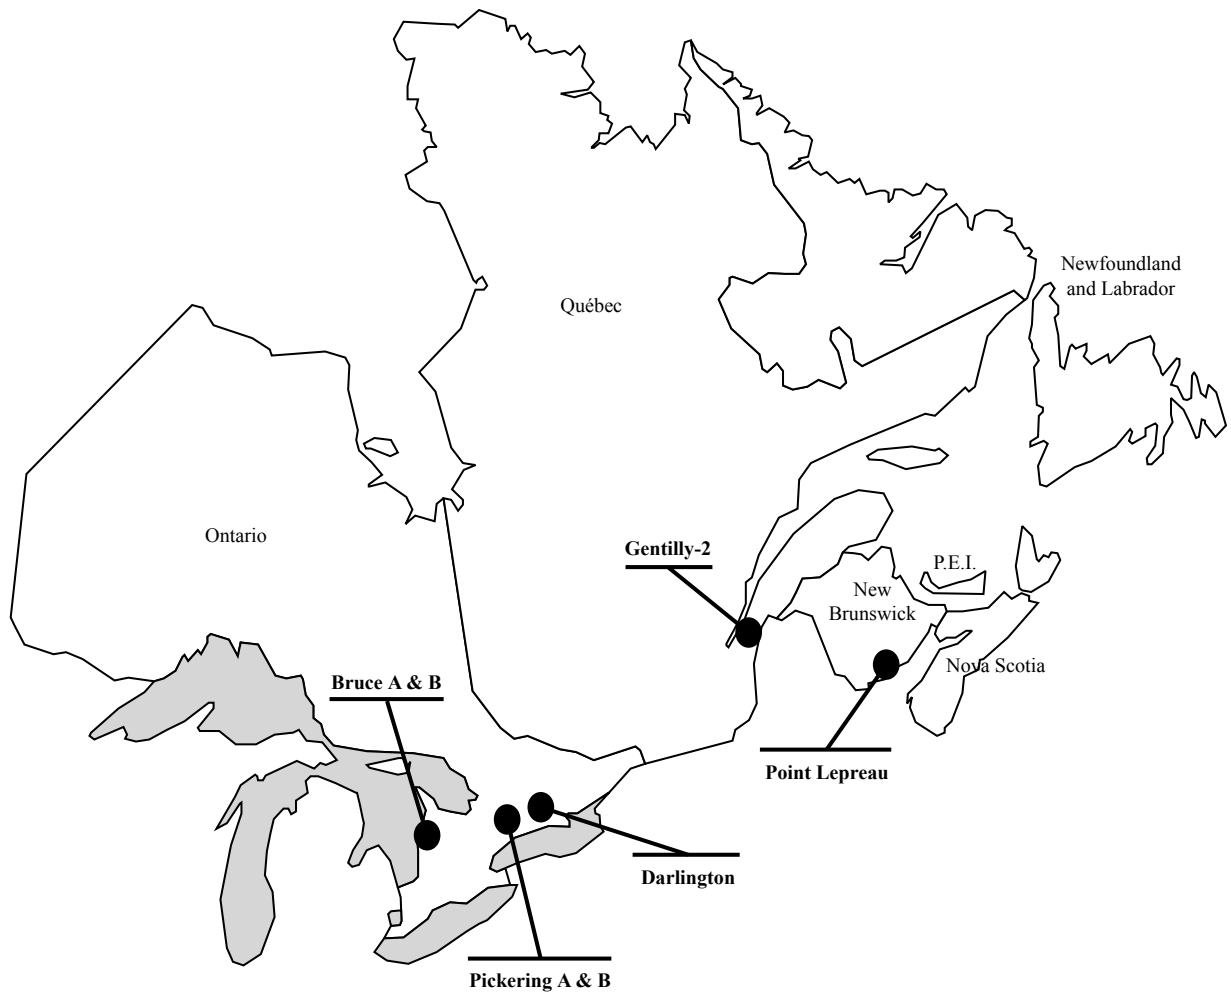 Newfoundland
and Labrador
Québec
Ontario
Gentilly-2
P.E.I.
New
Brunswick
Nova Scotia
Bruce A & B
Point Lepreau
Darlington
Pickering A & B